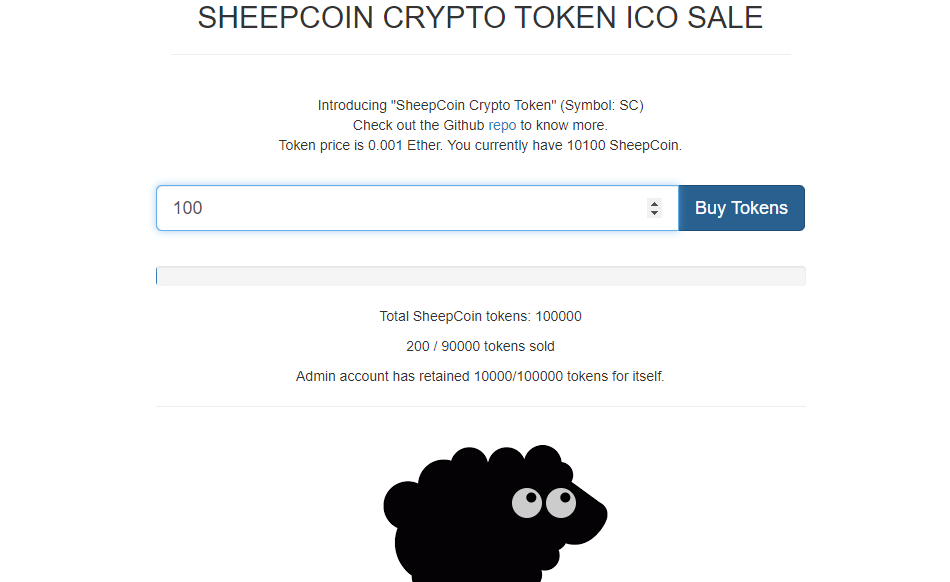 SHEEPCOIN CRYPTO TOKEN ICO SALE
Introducing "SheepCoin Crypto Token" (Symbol: SC)
Check out the Github repo to know more.
Token price is 0.001 Ether. You currently have 10100 SheepCoin.
100
Buy Tokens
Total SheepCoin tokens: 100000
200 / 90000 tokens sold
Admin account has retained 10000/100000 tokens for itself.